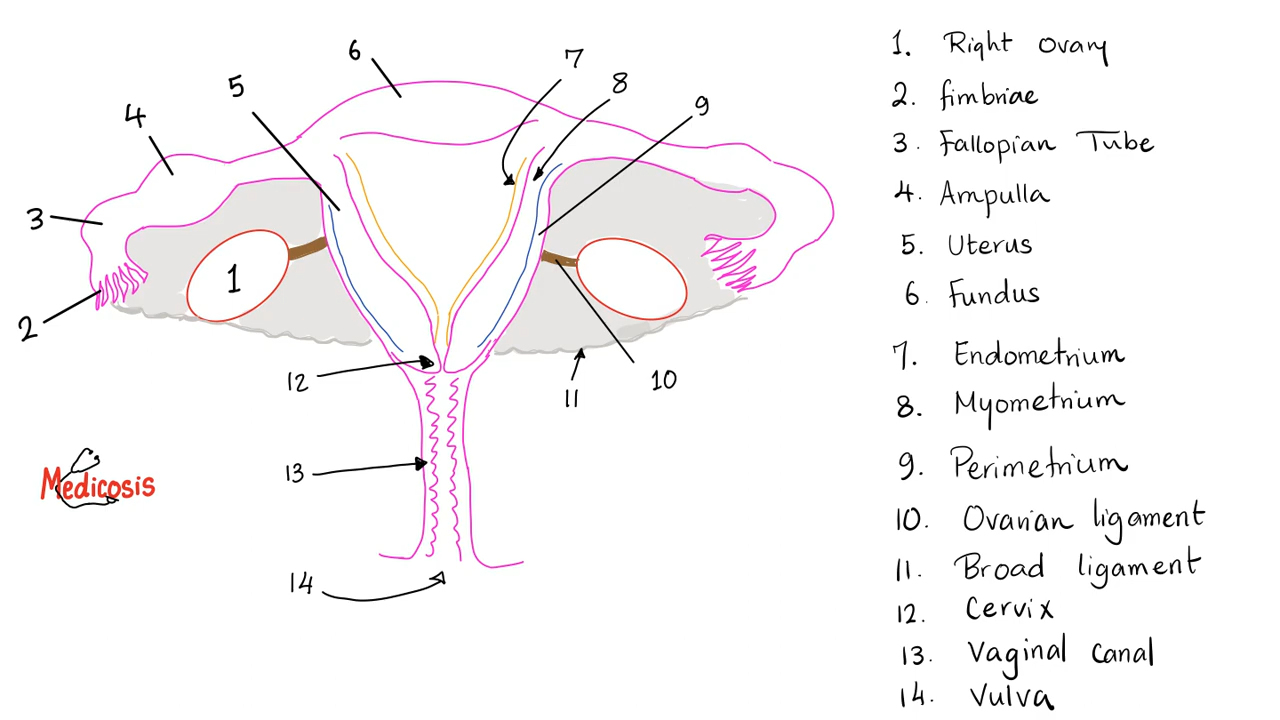 6
7
8
5
9
4
3
1
2
12
10
11
13
14
Medicosis
1. Right Ovary
2. fimbriae
3. Fallopian Tube
4. Ampulla
5. Uterus
6. Fundus
7. Endometrium
8. Myometrium
9. Perimetrium
10. Ovarian ligament
11. Broad ligament
12. Cervix
13. Vaginal Canal
14. Vulva